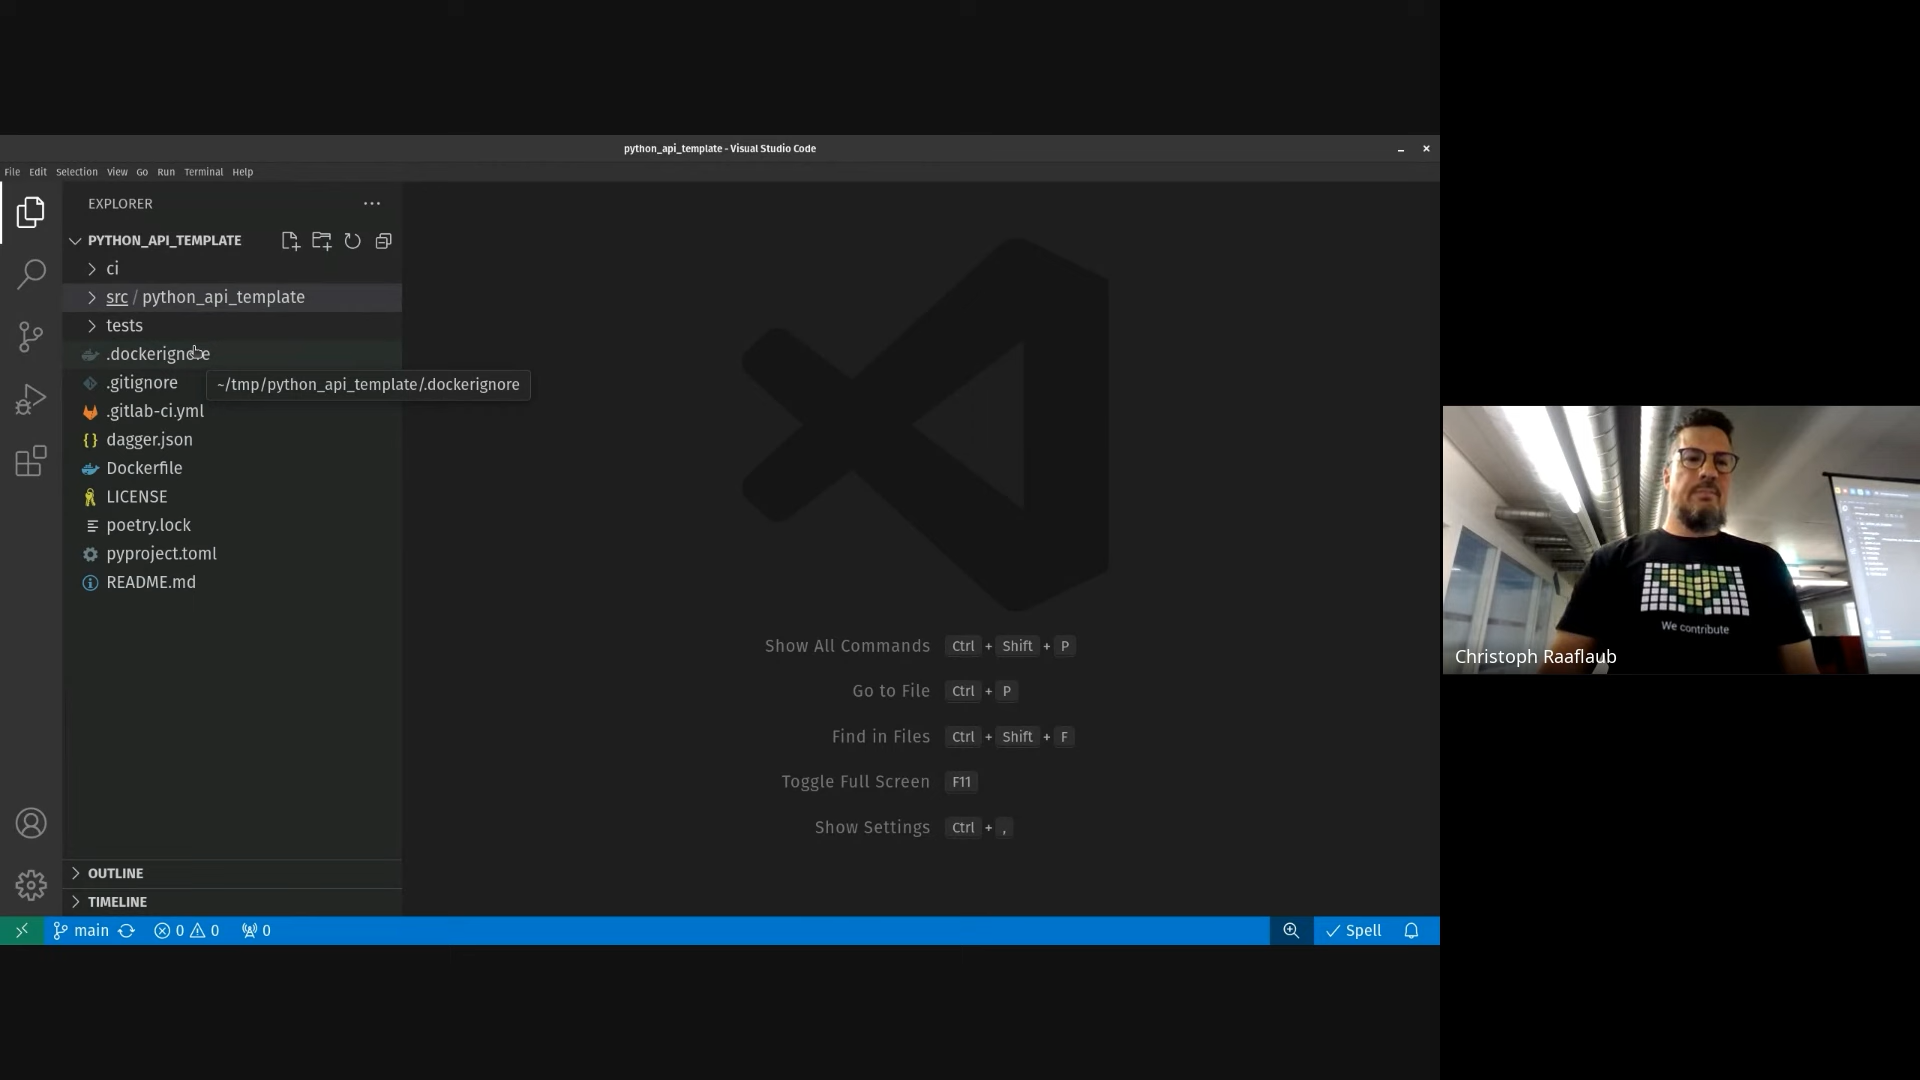 python_api_template - Visual Studio Code
File Edit Selection View Go Run Terminal Help
EXPLORER
PYTHON_API_TEMPLATE
ci
src / python_api_template
tests
.dockerignore
~/tmp/python_api_template/.dockerignore
.gitignore
.gitlab-ci.yml
dagger.json
Dockerfile
LICENSE
poetry.lock
pyproject.toml
README.md
Show All Commands Ctrl + Shift + P
Go to File Ctrl + P
Find in Files Ctrl + Shift + F
Toggle Full Screen F11
Show Settings Ctrl + ,
OUTLINE
TIMELINE
main 0 0 0 Spell
We contribute
Christoph Raaflaub